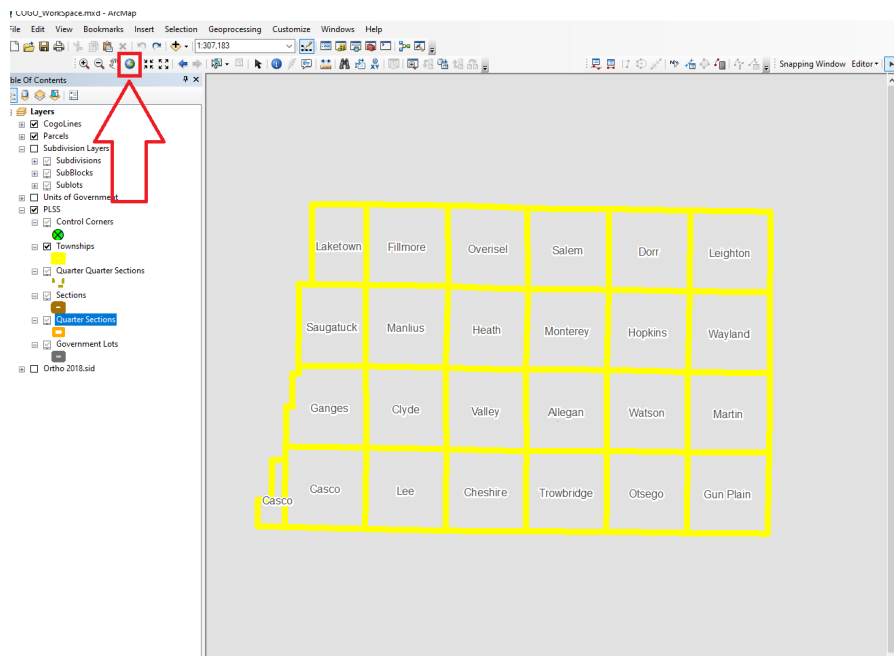 COGO_WorkSpace.mxd - ArcMap
File Edit View Bookmarks Insert Selection Geoprocessing Customize Windows Help
1:307,183
Snapping Window Editor
ble Of Contents
Layers
CogoLines
Parcels
Subdivision Layers
Subdivisions
SubBlocks
Sublots
Units of Government
PLSS
Control Corners
Townships
Quarter Quarter Sections
Sections
Quarter Sections
Government Lots
Ortho 2018.sid
Laketown Fillmore Overisel Salem Dorr Leighton
Saugatuck Manlius Heath Monterey Hopkins Wayland
Ganges Clyde Valley Allegan Watson Martin
Casco Casco Lee Cheshire Trowbridge Otsego Gun Plain